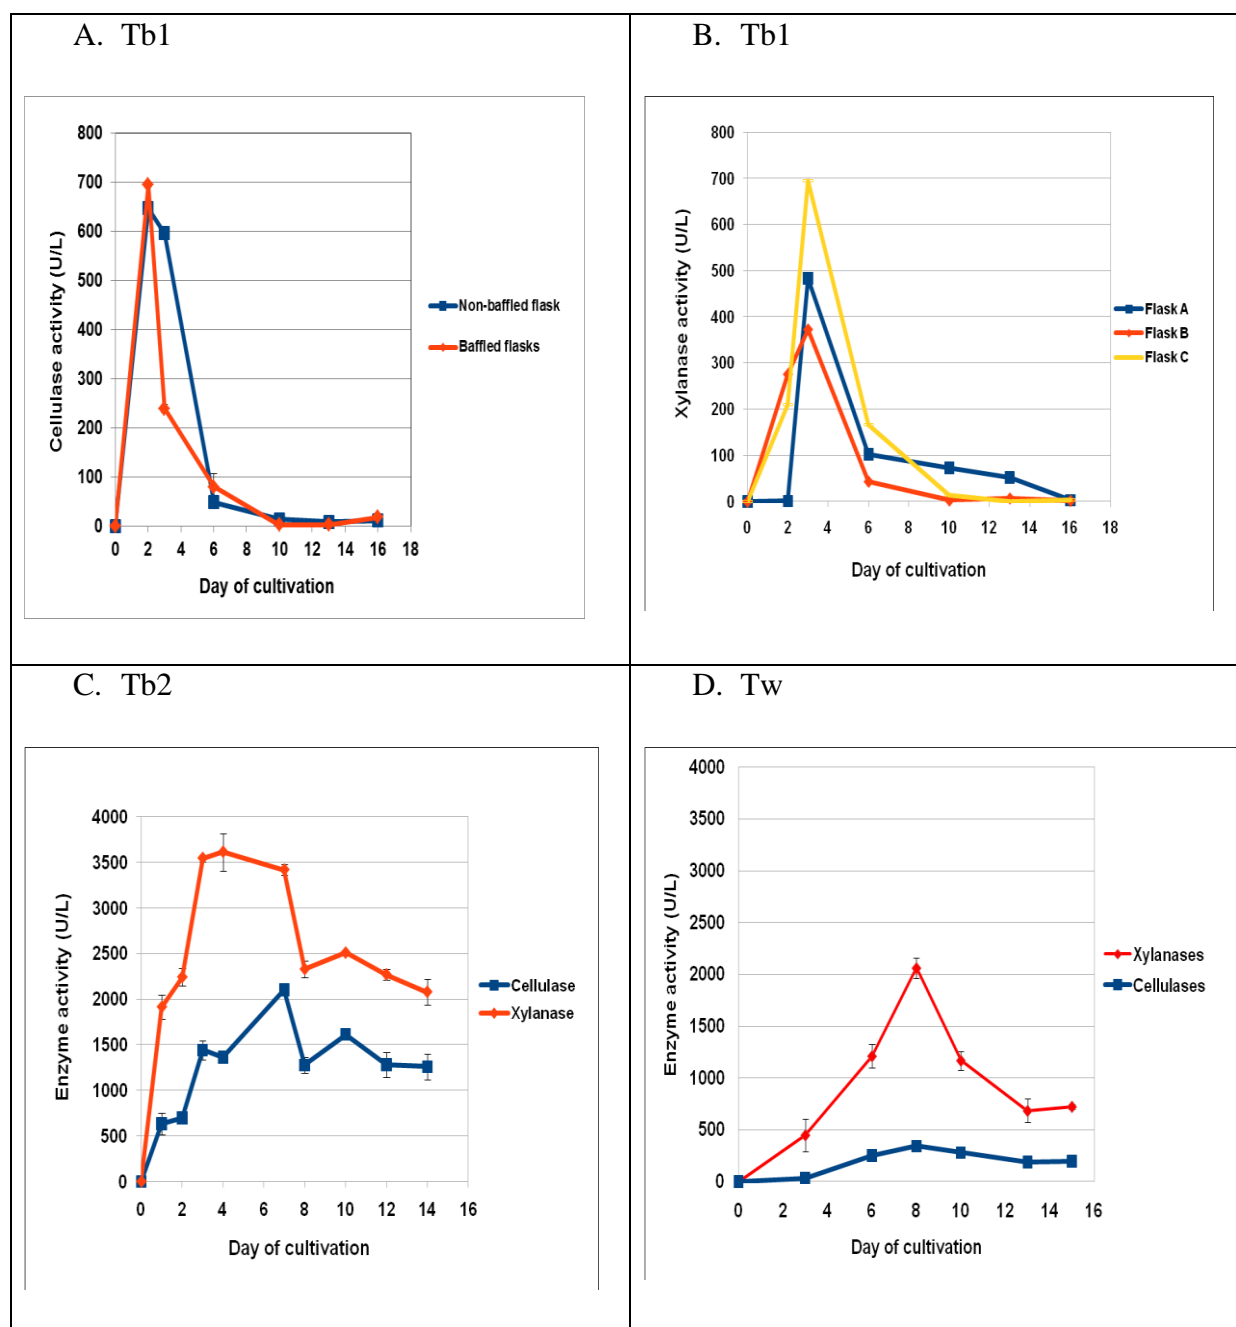 A. Tb1
800
700
600
500
400
300
200
100
0
0 2 4 6 8 10 12 14 16 18
Cellulase activity (U/L)
Day of cultivation
Non-baffled flask
Baffled flasks
B. Tb1
800
700
600
500
400
300
200
100
0
0 2 4 6 8 10 12 14 16 18
Xylanase activity (U/L)
Day of cultivation
Flask A
Flask B
Flask C
C. Tb2
4000
3500
3000
2500
2000
1500
1000
500
0
0 2 4 6 8 10 12 14 16
Enzyme activity (U/L)
Day of cultivation
Cellulase
Xylanase
D. Tw
4000
3500
3000
2500
2000
1500
1000
500
0
0 2 4 6 8 10 12 14 16
Enzyme activity (U/L)
Day of cultivation
Xylanases
Cellulases